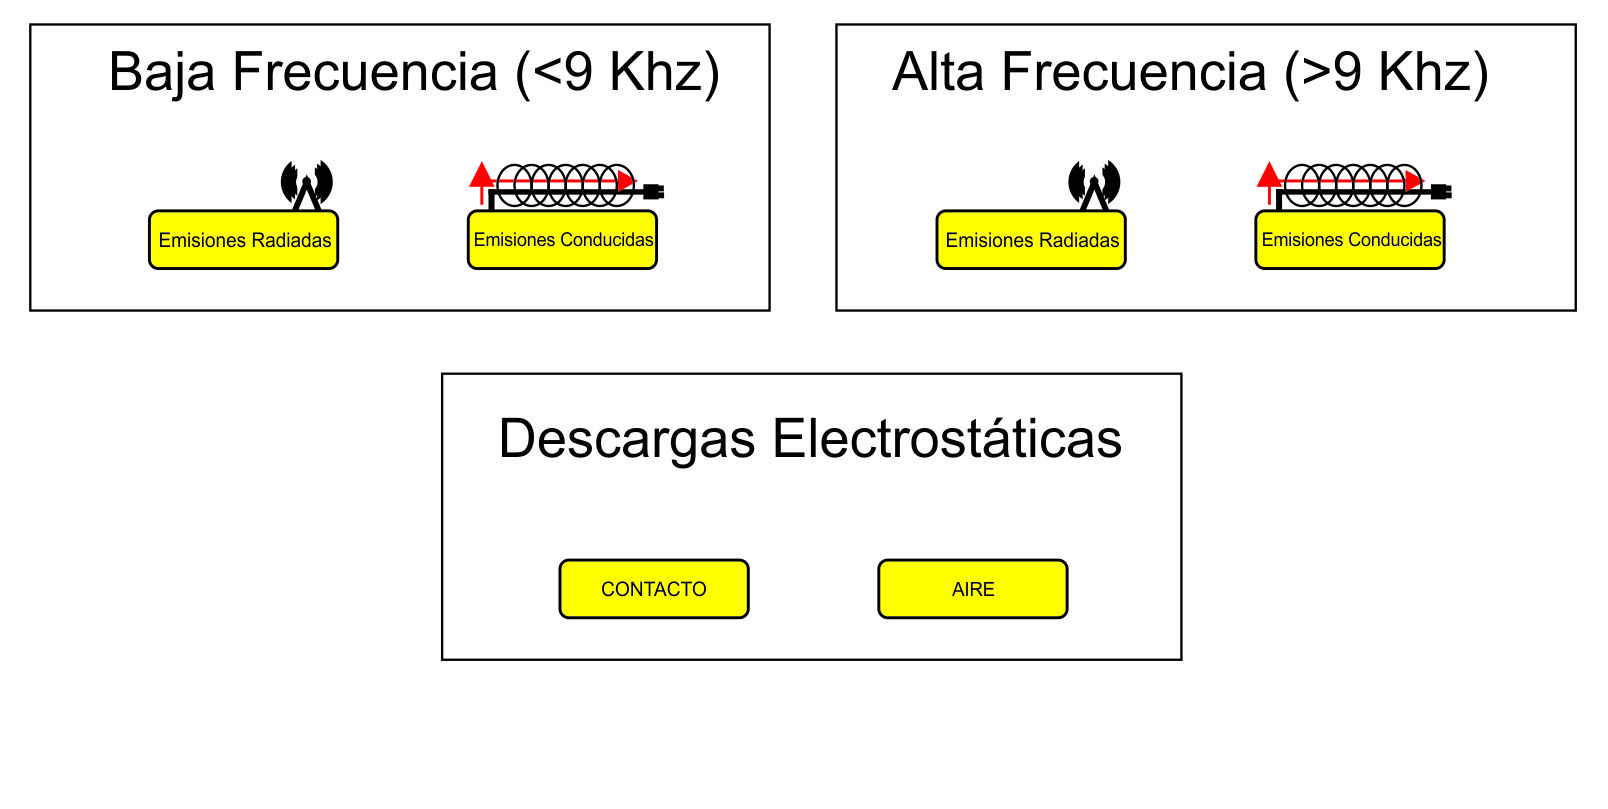 Baja Frecuencia (<9 Khz)
Emisiones Radiadas
Emisiones Conducidas
Alta Frecuencia (>9 Khz)
Emisiones Radiadas
Emisiones Conducidas
Descargas Electrostáticas
CONTACTO
AIRE